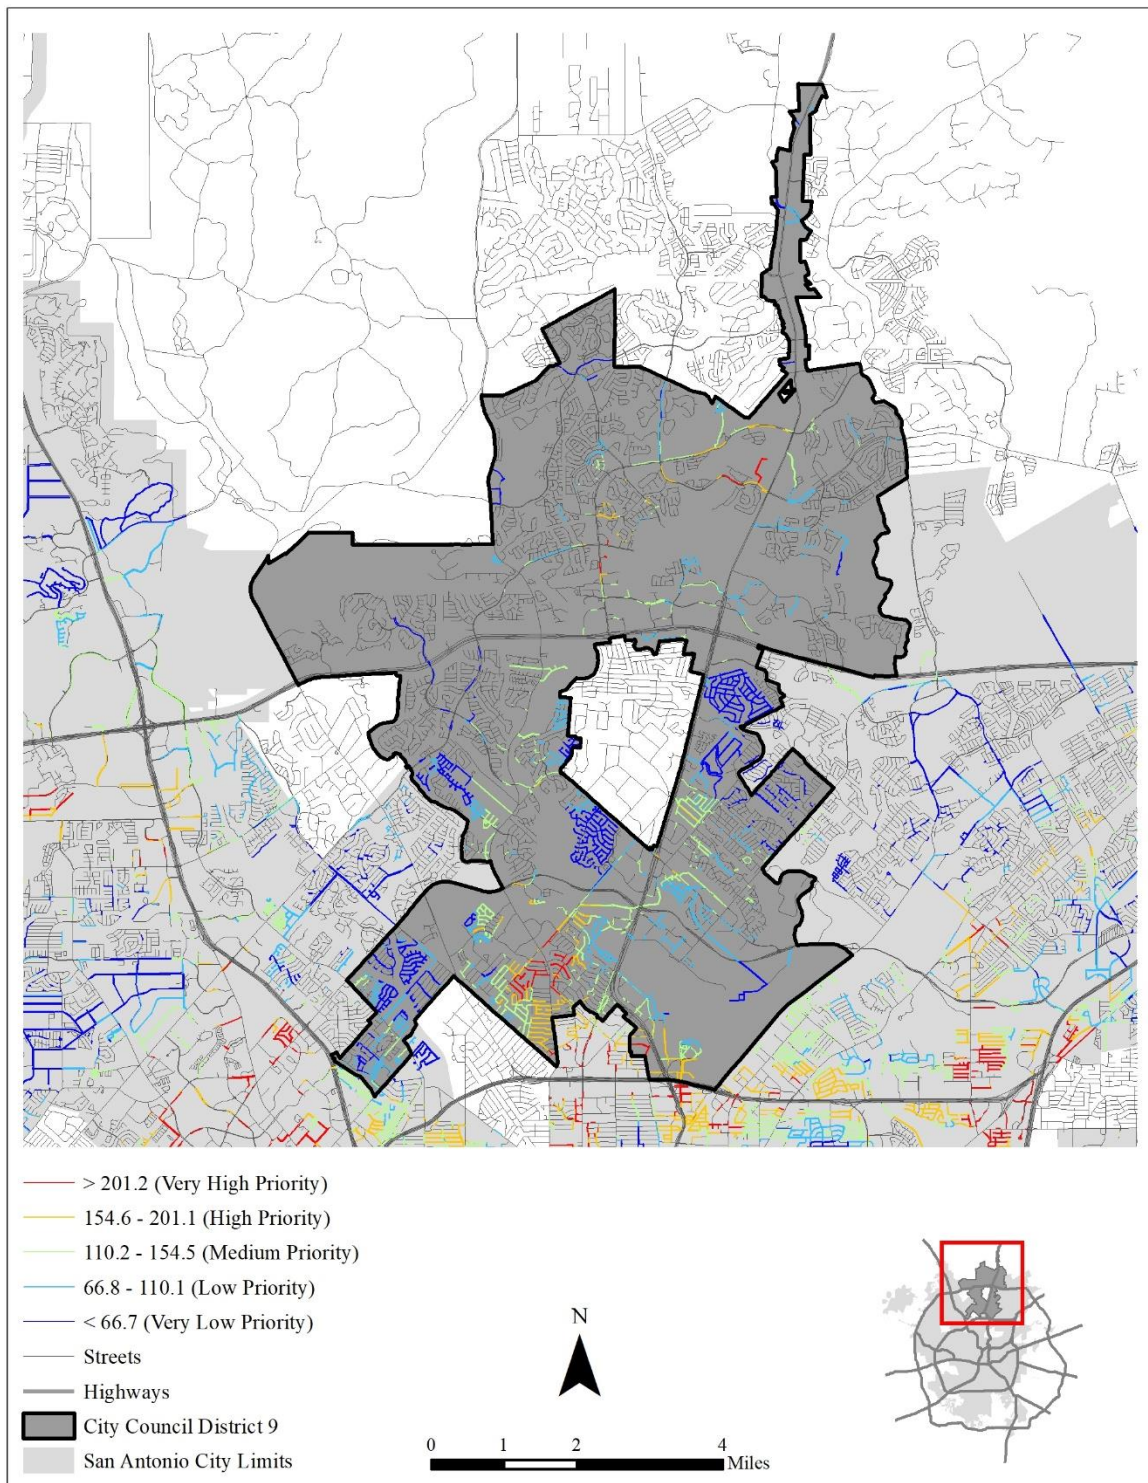 > 201.2 (Very High Priority)
154.6 - 201.1 (High Priority)
110.2 - 154.5 (Medium Priority)
66.8 - 110.1 (Low Priority)
< 66.7 (Very Low Priority)
Streets
Highways
City Council District 9
San Antonio City Limits
N
0 1 2 4
Miles